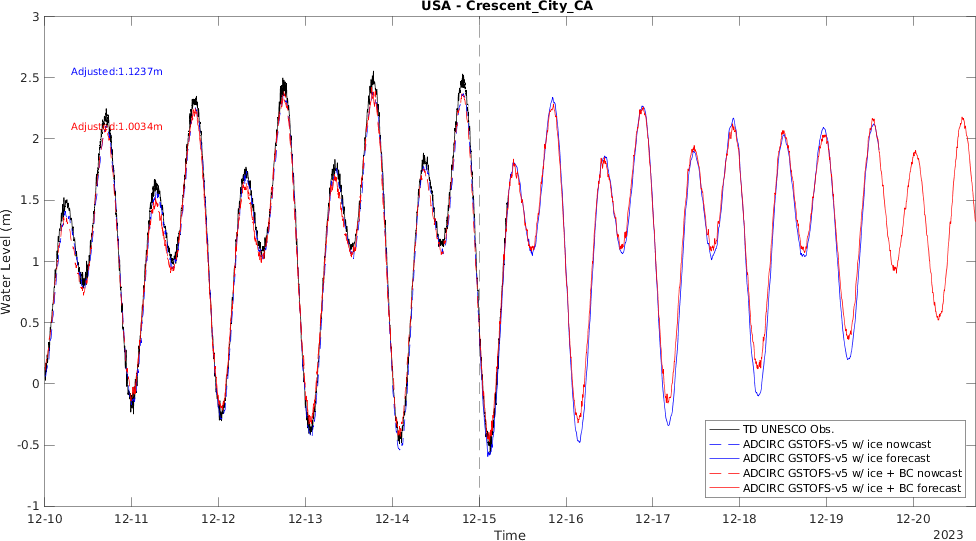 USA - Crescent_City_CA
3
2.5
2
1.5
1
0.5
0
-0.5
-1
Water Level (m)
Adjusted:1.1237m
Adjusted:1.0034m
TD UNESCO Obs.
ADCIRC GSTOFS-v5 w/ ice nowcast
ADCIRC GSTOFS-v5 w/ ice forecast
ADCIRC GSTOFS-v5 w/ ice + BC nowcast
ADCIRC GSTOFS-v5 w/ ice + BC forecast
12-10 12-11 12-12 12-13 12-14 12-15 12-16 12-17 12-18 12-19 12-20
Time
2023